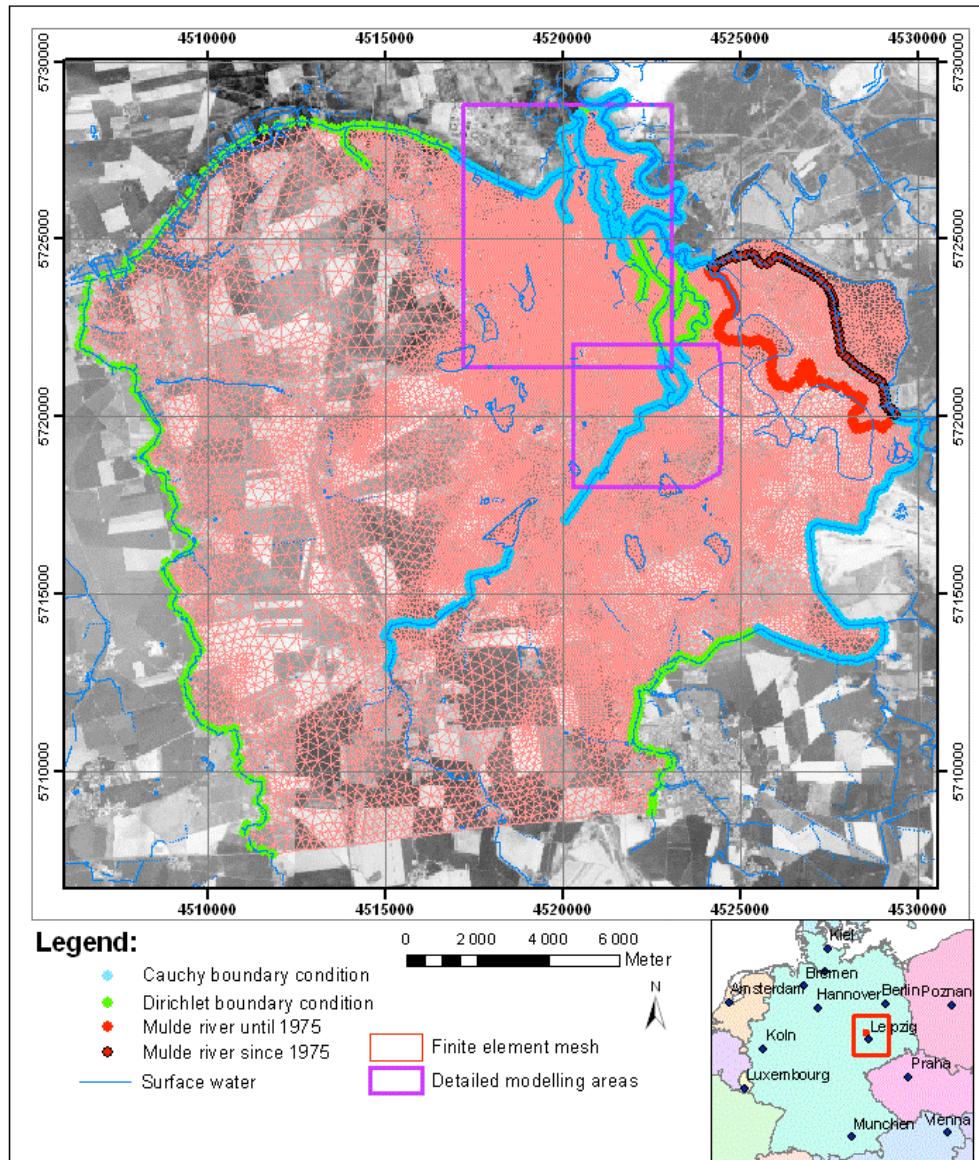 4510000 4515000 4520000 4525000 4530000
5730000 5730000
5725000 5725000
5720000 5720000
5715000 5715000
5710000 5710000
4510000 4515000 4520000 4525000 4530000
Legend:
Cauchy boundary condition
Dirichlet boundary condition
Mulde river until 1975
Mulde river since 1975
Surface water
0 2 000 4 000 6 000
Meter
N
Finite element mesh
Detailed modelling areas
Kiel
Bremen
Amsterdam
Hannover
Berlin
Poznan
Leipzig
Koln
Praha
Luxembourg
Munchen
Vienna